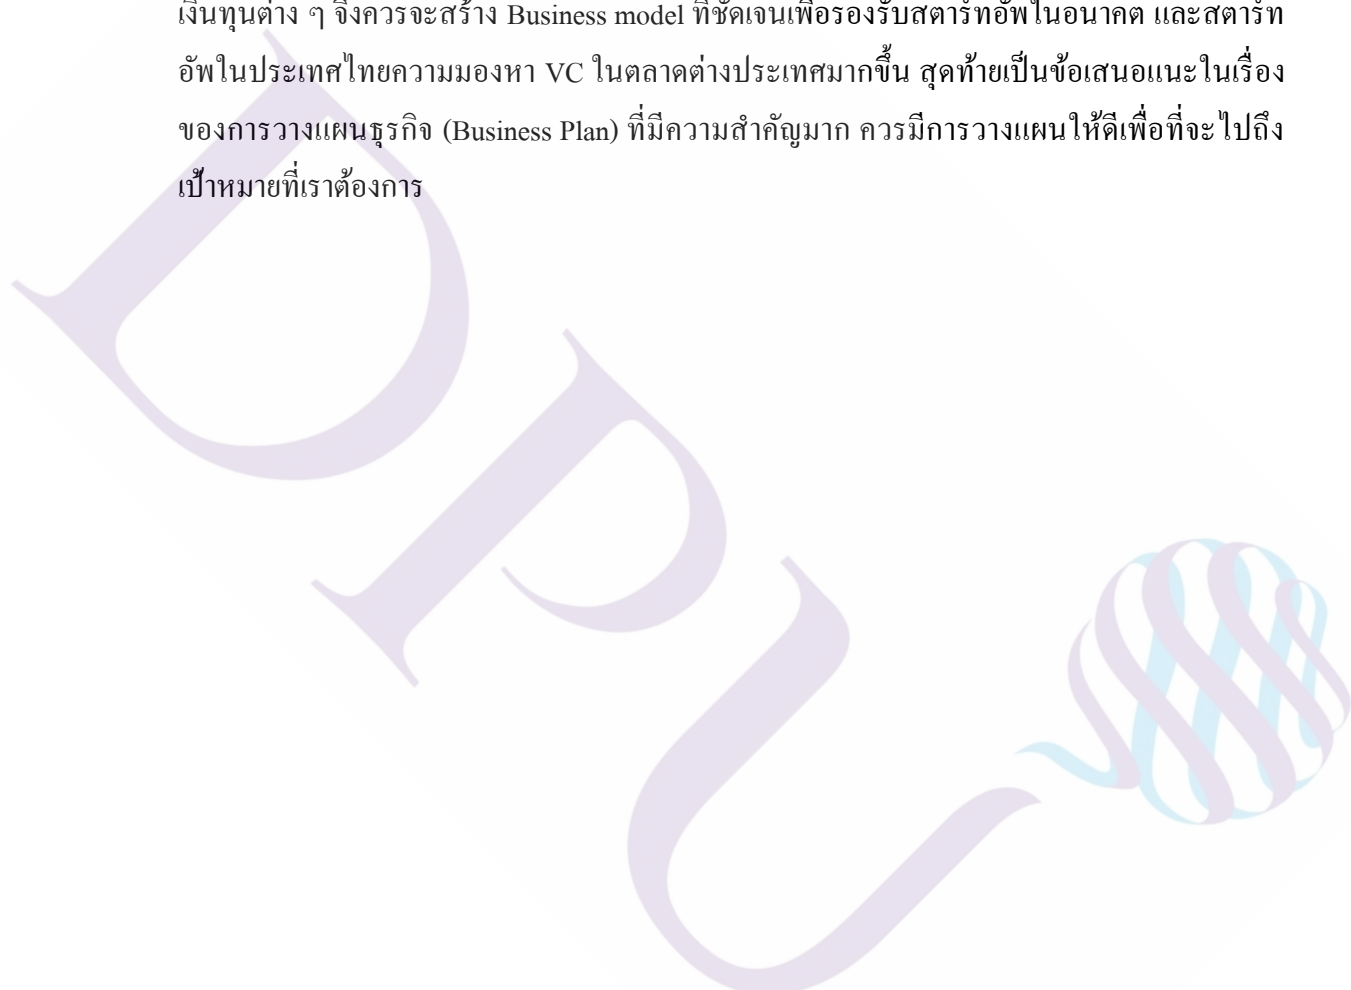 เงินทุนต่าง ๆ จึงควรจะสร้าง Business model ที่ชัดเจนเพื่อรองรับสตาร์ทอัพในอนาคต และสตาร์ท
อัพในประเทศไทยความมองหา VC ในตลาดต่างประเทศมากขึ้น สุดท้ายเป็นข้อเสนอแนะในเรื่อง
ของการวางแผนธุรกิจ (Business Plan) ที่มีความสำคัญมาก ควรมีการวางแผนให้ดีเพื่อที่จะไปถึง
เป้าหมายที่เราต้องการ
DPU